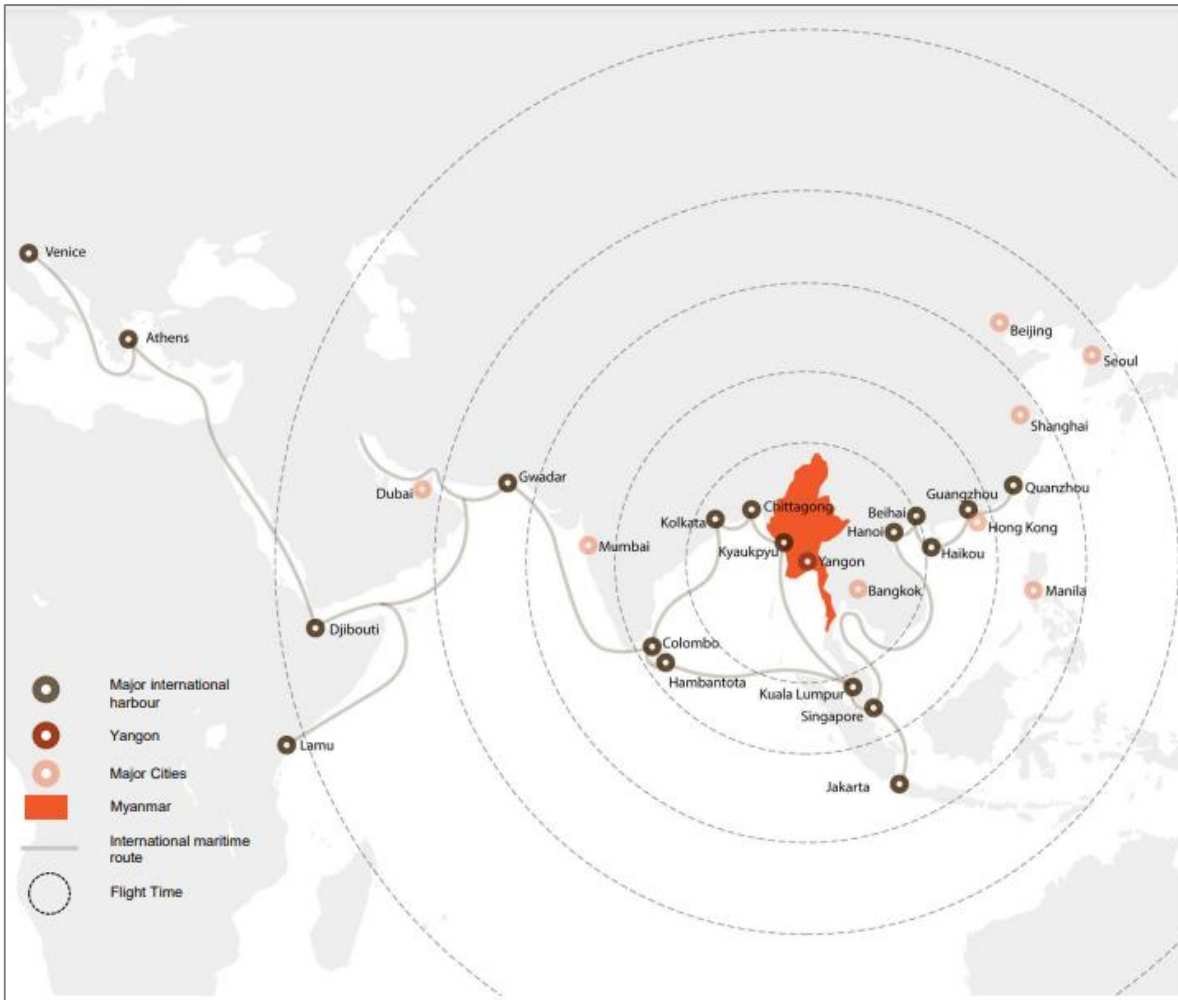 Venice
Athens
Beijing
Seoul
Shanghai
Gwadar
Dubai
Quanzhou
Guangzhou
Chittagong
Beihai
Kolkata
Hong Kong
Hanoi
Mumbai
Kyaukpyu
Haikou
Yangon
Bangkok
Manila
Djibouti
Colombo
Hambantota
Kuala Lumpur
Singapore
Lamu
Jakarta
Major international
harbour
Yangon
Major Cities
Myanmar
International maritime
route
Flight Time